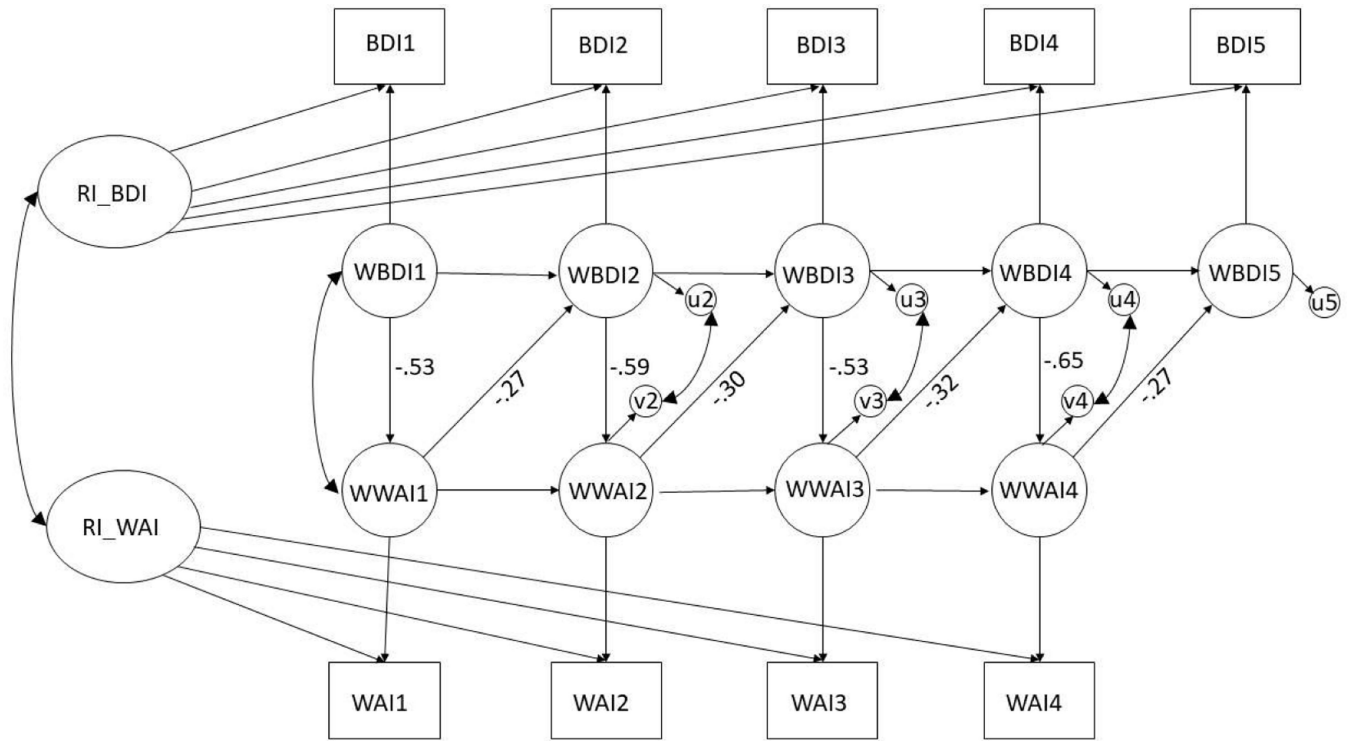 BDI1 BDI2 BDI3 BDI4 BDI5
RI_BDI
WBDI1 WBDI2 WBDI3 WBDI4 WBDI5
u2 u3 u4 u5
-.53 -.27 -.59 -.30 -.53 -.32 -.65 -.27
v2 v3 v4
WWAI1 WWAI2 WWAI3 WWAI4
RI_WAI
WAI1 WAI2 WAI3 WAI4